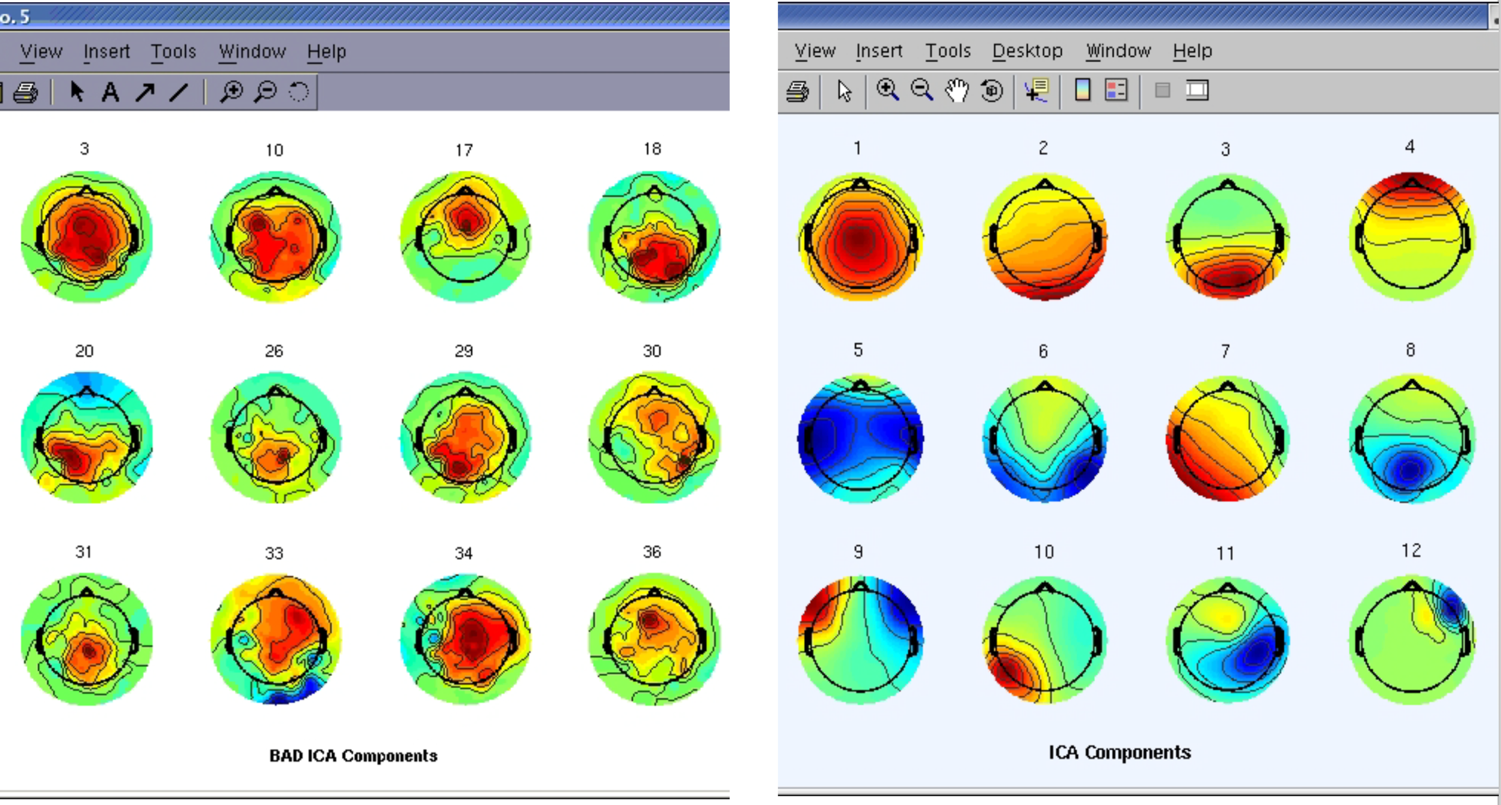 o. 5
View Insert Tools Window Help
A
3 10 17 18
20 26 29 30
31 33 34 36
BAD ICA Components
View Insert Tools Desktop Window Help
1 2 3 4
5 6 7 8
9 10 11 12
ICA Components